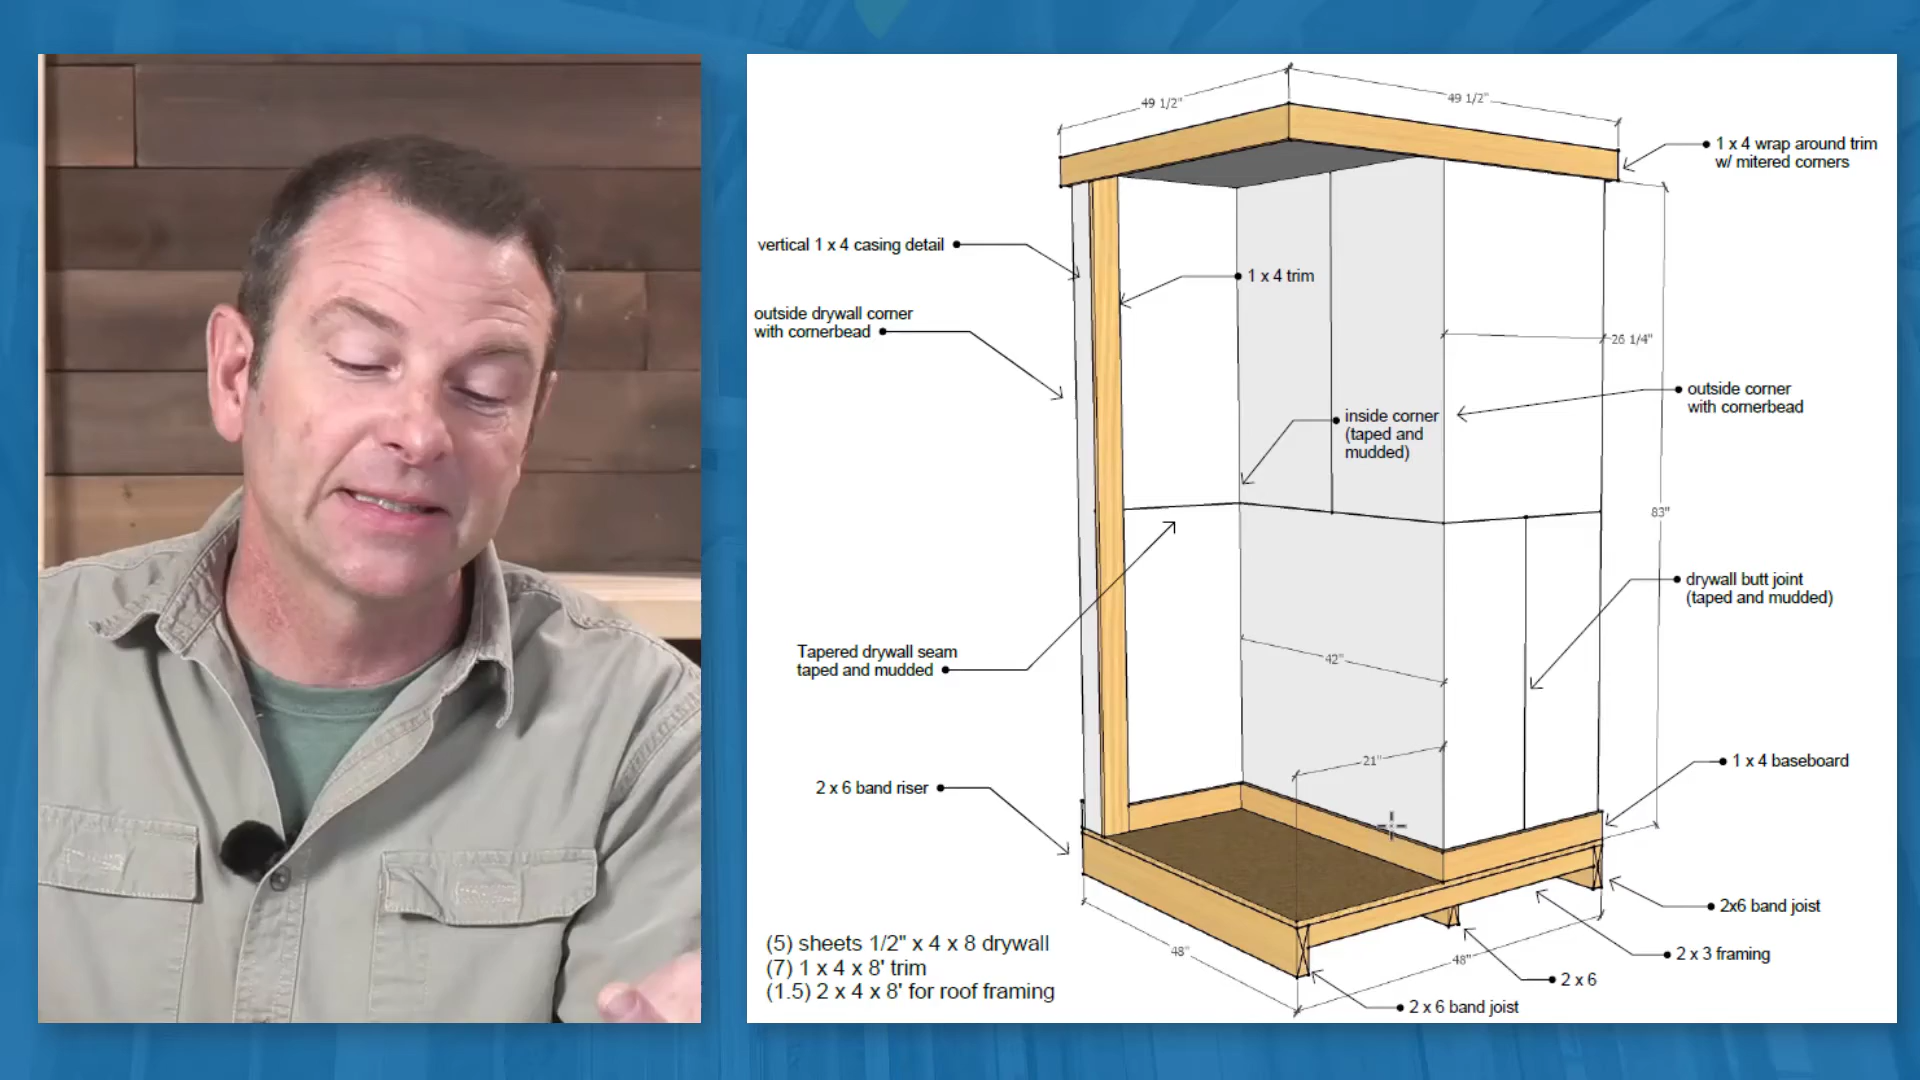 49 1/2"
49 1/2"
1 x 4 wrap around trim
w/ mitered corners
vertical 1 x 4 casing detail
1 x 4 trim
outside drywall corner
with cornerbead
26 1/4"
outside corner
with cornerbead
inside corner
(taped and
mudded)
83"
drywall butt joint
(taped and mudded)
Tapered drywall seam
taped and mudded
42"
21"
1 x 4 baseboard
2 x 6 band riser
2x6 band joist
(5) sheets 1/2" x 4 x 8 drywall
(7) 1 x 4 x 8' trim
(1.5) 2 x 4 x 8' for roof framing
48"
48"
2 x 3 framing
2 x 6
2 x 6 band joist